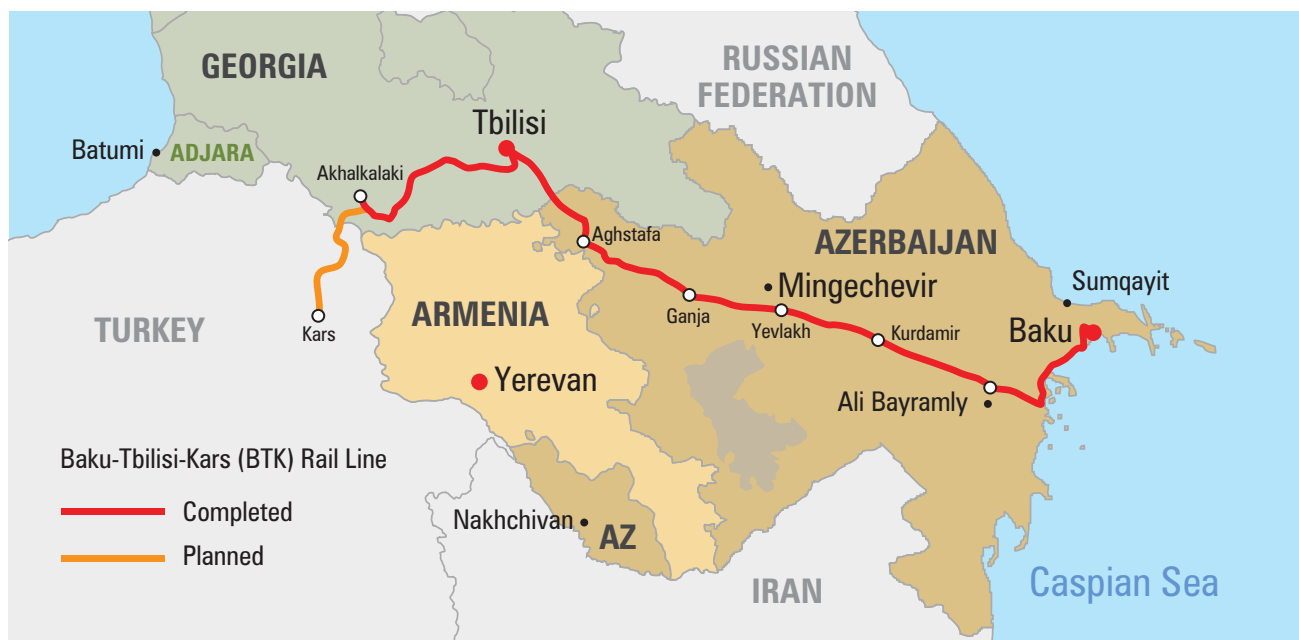 GEORGIA
RUSSIAN
FEDERATION
Tbilisi
Batumi
ADJARA
Akhalkalaki
Aghstafa
AZERBAIJAN
Mingechevir
Sumqayit
TURKEY
Kars
ARMENIA
Ganja
Yevlakh
Kurdamir
Baku
Yerevan
Ali Bayramly
Baku-Tbilisi-Kars (BTK) Rail Line
Completed
Planned
Nakhchivan
AZ
IRAN
Caspian Sea